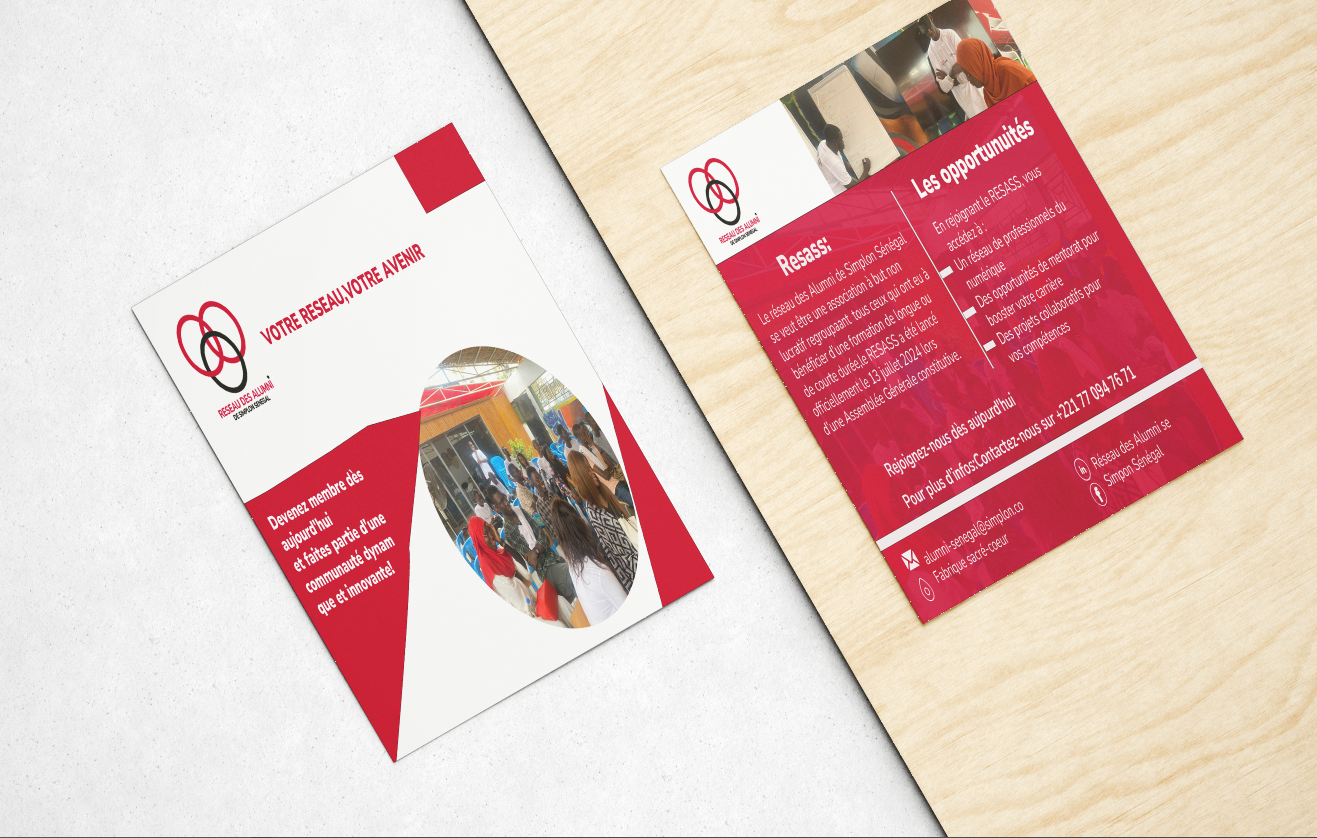 VOTRE RESEAU,VOTRE AVENIR
RESEAU DES ALUMNI
DE SIMPLON SENEGAL
Devenez membre dès
aujourd'hui
et faites partie d'une
communauté dynam
que et innovante!
RESEAU DES ALUMNI
DE SIMPLON SENEGAL
Resass:
Le réseau des Alumni de Simplon Sénégal
se veut être une association à but non
lucratif regroupant, tous ceux qui ont eu à
bénéficier d'une formation de longue ou
de courte durée.le RESASS a été lancé
officiellement le 13 juillet 2024 lors
d'une Assemblée Générale constitutive.
Les opportunuités
En rejoignant le RESASS, vous
accédez à :
Un réseau de professionnels du
numérique
Des opportunités de mentorat pour
booster votre carrière
Des projets collaboratifs pour
vos compétences
Rejoignez-nous dès aujourd'hui
Pour plus d'infos:Contactez-nous sur +221 77 094 76 71
alumni-senegal@simplon.co
Fabrique sacre-coeur
in Réseau des Alumni se
f Simpon Sénégal